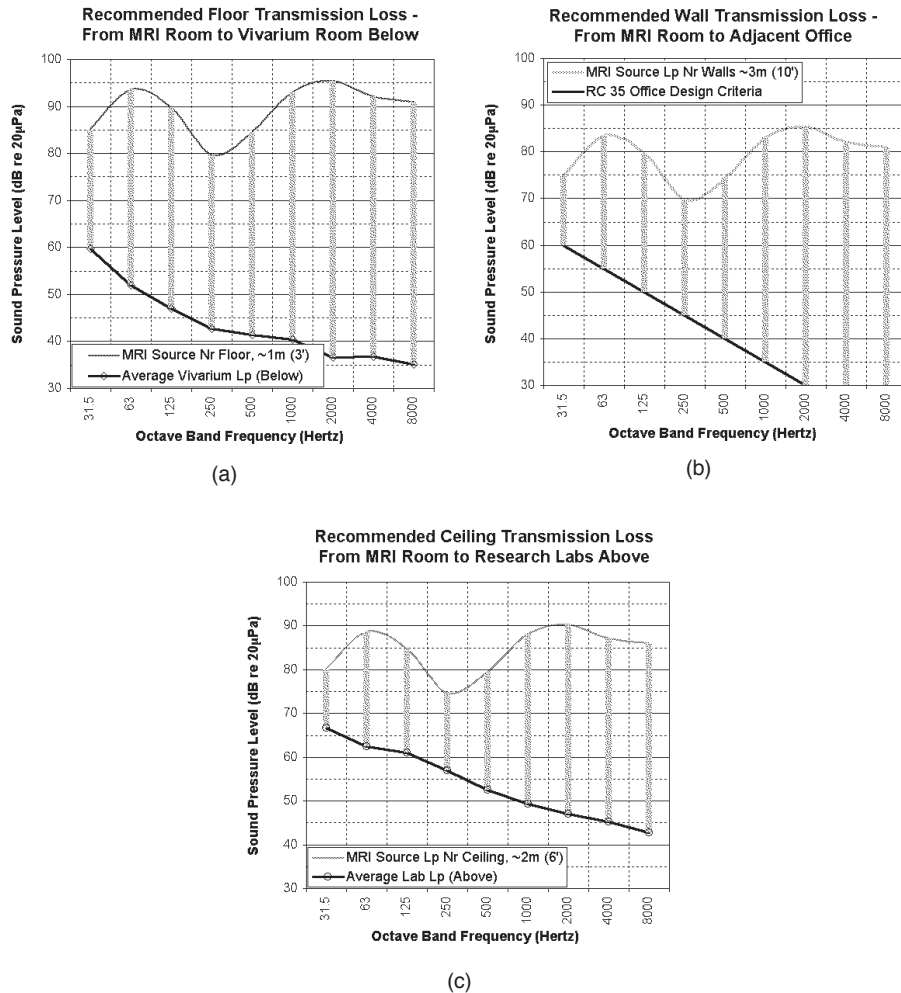 Recommended Floor Transmission Loss -
From MRI Room to Vivarium Room Below
Sound Pressure Level (dB re 20µPa)
100
90
80
70
60
50
40
30
MRI Source Nr Floor, ~1m (3')
Average Vivarium Lp (Below)
31.5
63
125
250
500
1000
2000
4000
8000
Octave Band Frequency (Hertz)
(a)
Recommended Wall Transmission Loss -
From MRI Room to Adjacent Office
Sound Pressure Level (dB re 20µPa)
100
90
80
70
60
50
40
30
MRI Source Lp Nr Walls ~3m (10')
RC 35 Office Design Criteria
31.5
63
125
250
500
1000
2000
4000
8000
Octave Band Frequency (Hertz)
(b)
Recommended Ceiling Transmission Loss
From MRI Room to Research Labs Above
Sound Pressure Level (dB re 20µPa)
100
90
80
70
60
50
40
30
MRI Source Lp Nr Ceiling, ~2m (6')
Average Lab Lp (Above)
31.5
63
125
250
500
1000
2000
4000
8000
Octave Band Frequency (Hertz)
(c)